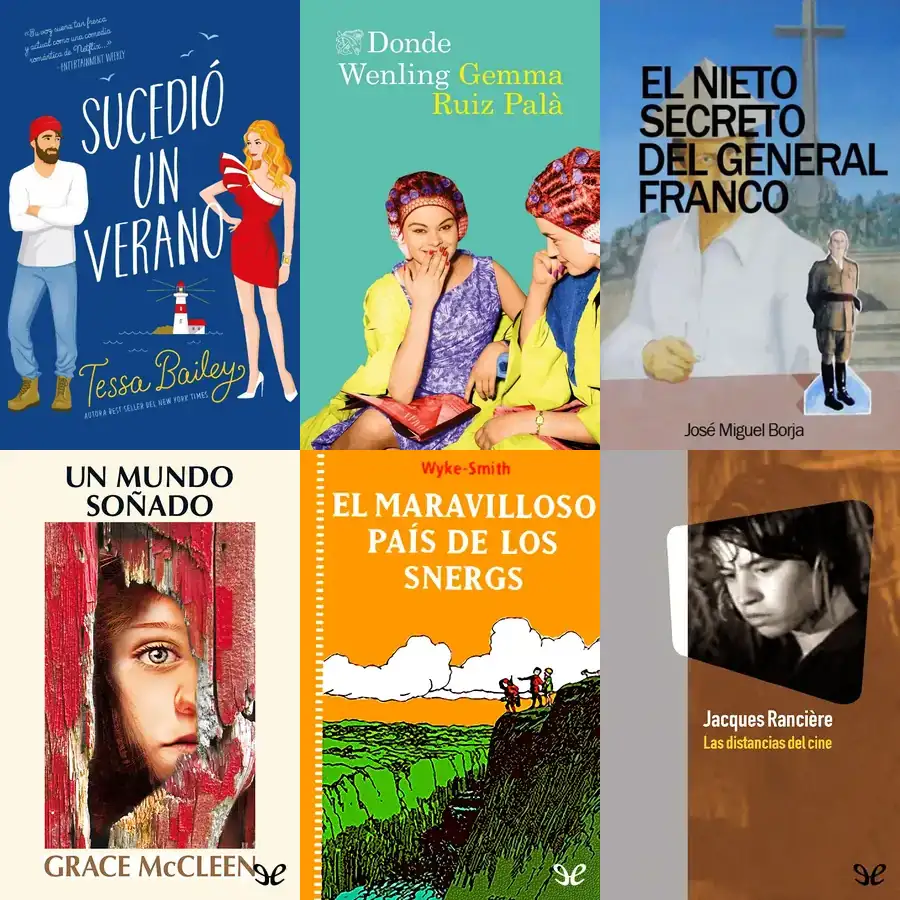 «Tu voz suena tan fresca
y actual como una comedia
romántica de Netflix...»
—ENTERTAINMENT WEEKLY
SUCEDIÓ
UN
VERANO
Tessa Bailey
AUTORA BEST SELLER DEL NEW YORK TIMES
Donde
Wenling Gemma
Ruiz Palà
EL NIETO
SECRETO
DEL GENERAL
FRANCO
José Miguel Borja
UN MUNDO
SOÑADO
GRACE McCLEEN
Wyke-Smith
EL MARAVILLOSO
PAÍS DE LOS
SNERGS
Jacques Rancière
Las distancias del cine